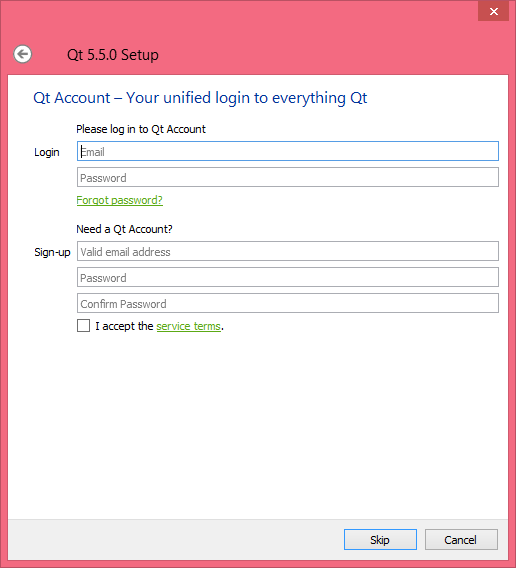 Qt 5.5.0 Setup
Qt Account – Your unified login to everything Qt
Please log in to Qt Account
Login
Email
Password
Forgot password?
Need a Qt Account?
Sign-up
Valid email address
Password
Confirm Password
I accept the service terms.
Skip
Cancel